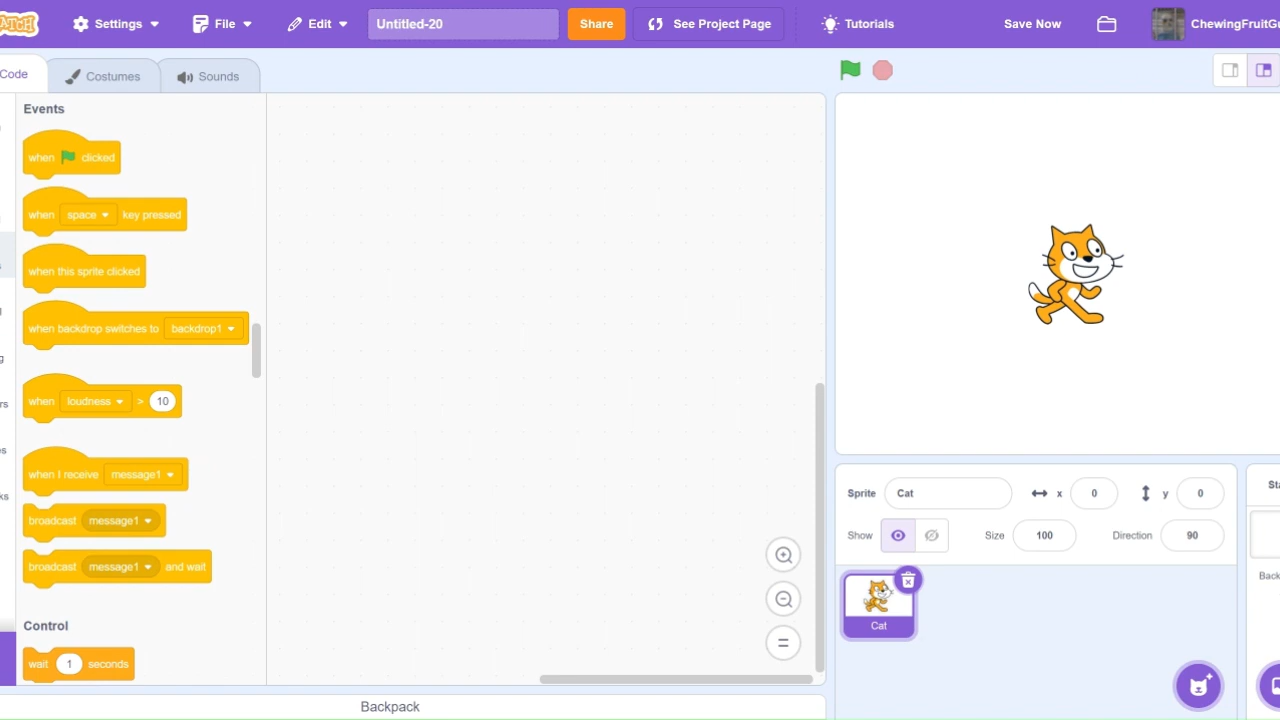 Settings
File
Edit
Untitled-20
Share
See Project Page
Tutorials
Save Now
ChewingFruitGu
Code
Costumes
Sounds
Events
when clicked
when space key pressed
when this sprite clicked
when backdrop switches to backdrop1
when loudness > 10
when I receive message1
broadcast message1
broadcast message1 and wait
Control
wait 1 seconds
Backpack
Sprite Cat x 0 y 0
Show Size 100 Direction 90
Cat
Sta
Back